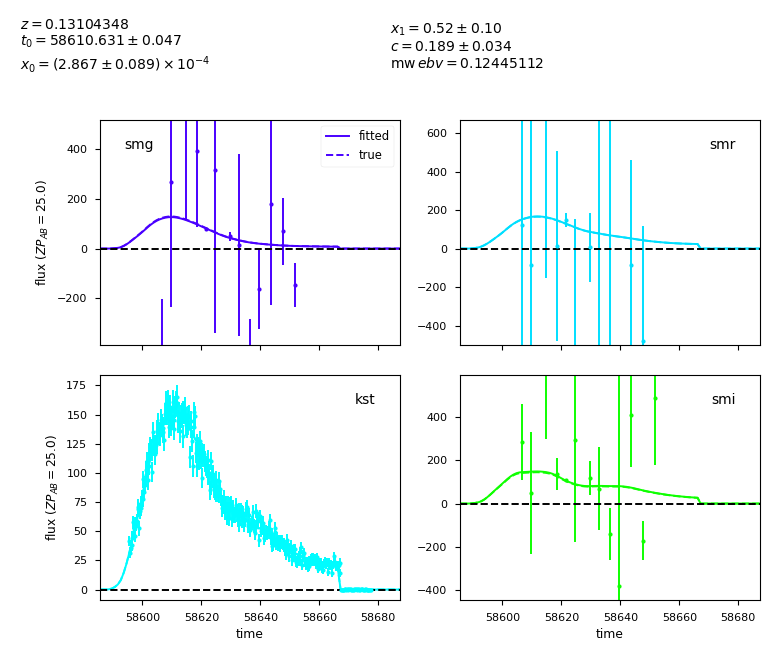 z = 0.13104348
t₀ = 58610.631 ± 0.047
x₀ = (2.867 ± 0.089) × 10⁻⁴
x₁ = 0.52 ± 0.10
c = 0.189 ± 0.034
mw ebv = 0.12445112
smg
fitted
true
400
200
0
−200
flux (ZP_AB = 25.0)
smr
600
400
200
0
−200
−400
kst
175
150
125
100
75
50
25
0
flux (ZP_AB = 25.0)
58600 58620 58640 58660 58680
time
smi
400
200
0
−200
−400
58600 58620 58640 58660 58680
time